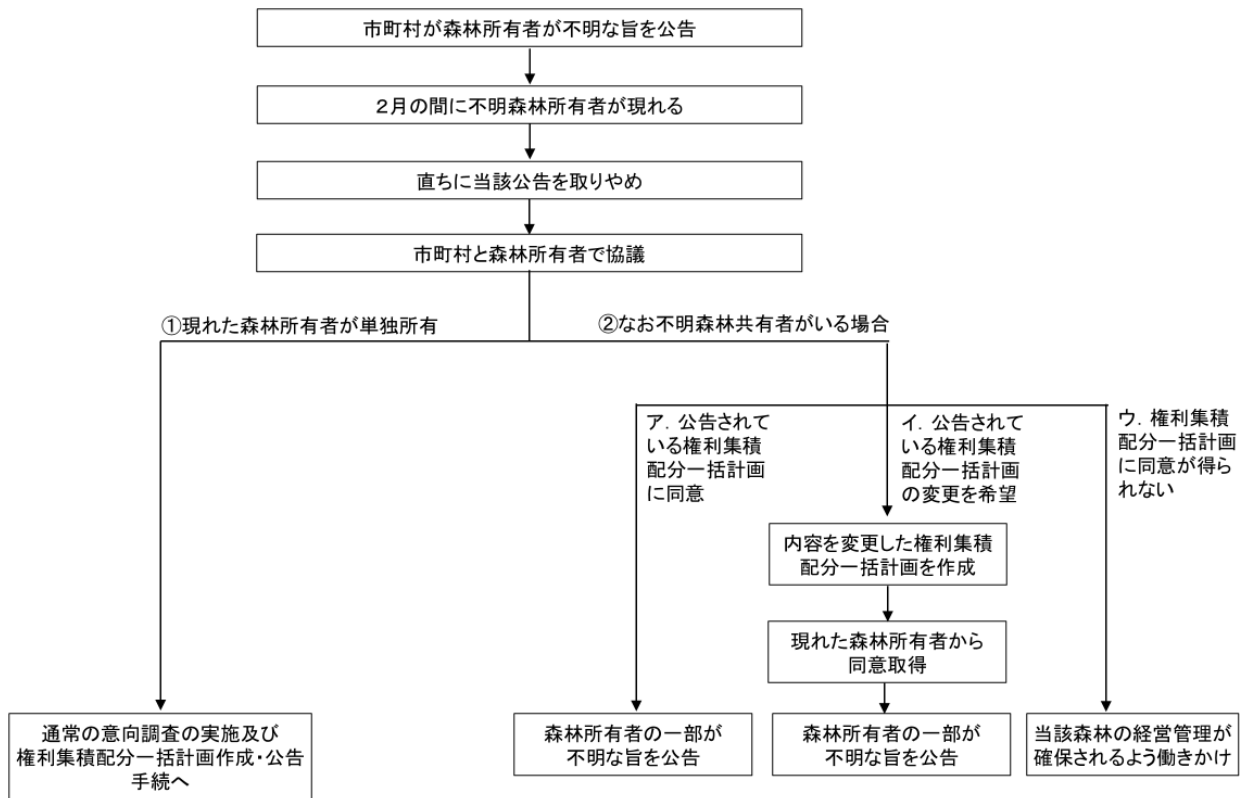 市町村が森林所有者が不明な旨を公告
２月の間に不明森林所有者が現れる
直ちに当該公告を取りやめ
市町村と森林所有者で協議
①現れた森林所有者が単独所有
②なお不明森林共有者がいる場合
ア．公告されて
いる権利集積
配分一括計画
に同意
イ．公告されて
いる権利集積
配分一括計画
の変更を希望
ウ．権利集積
配分一括計画
に同意が得ら
れない
内容を変更した権利集積
配分一括計画を作成
現れた森林所有者から
同意取得
通常の意向調査の実施及び
権利集積配分一括計画作成・公告
手続へ
森林所有者の一部が
不明な旨を公告
森林所有者の一部が
不明な旨を公告
当該森林の経営管理が
確保されるよう働きかけ